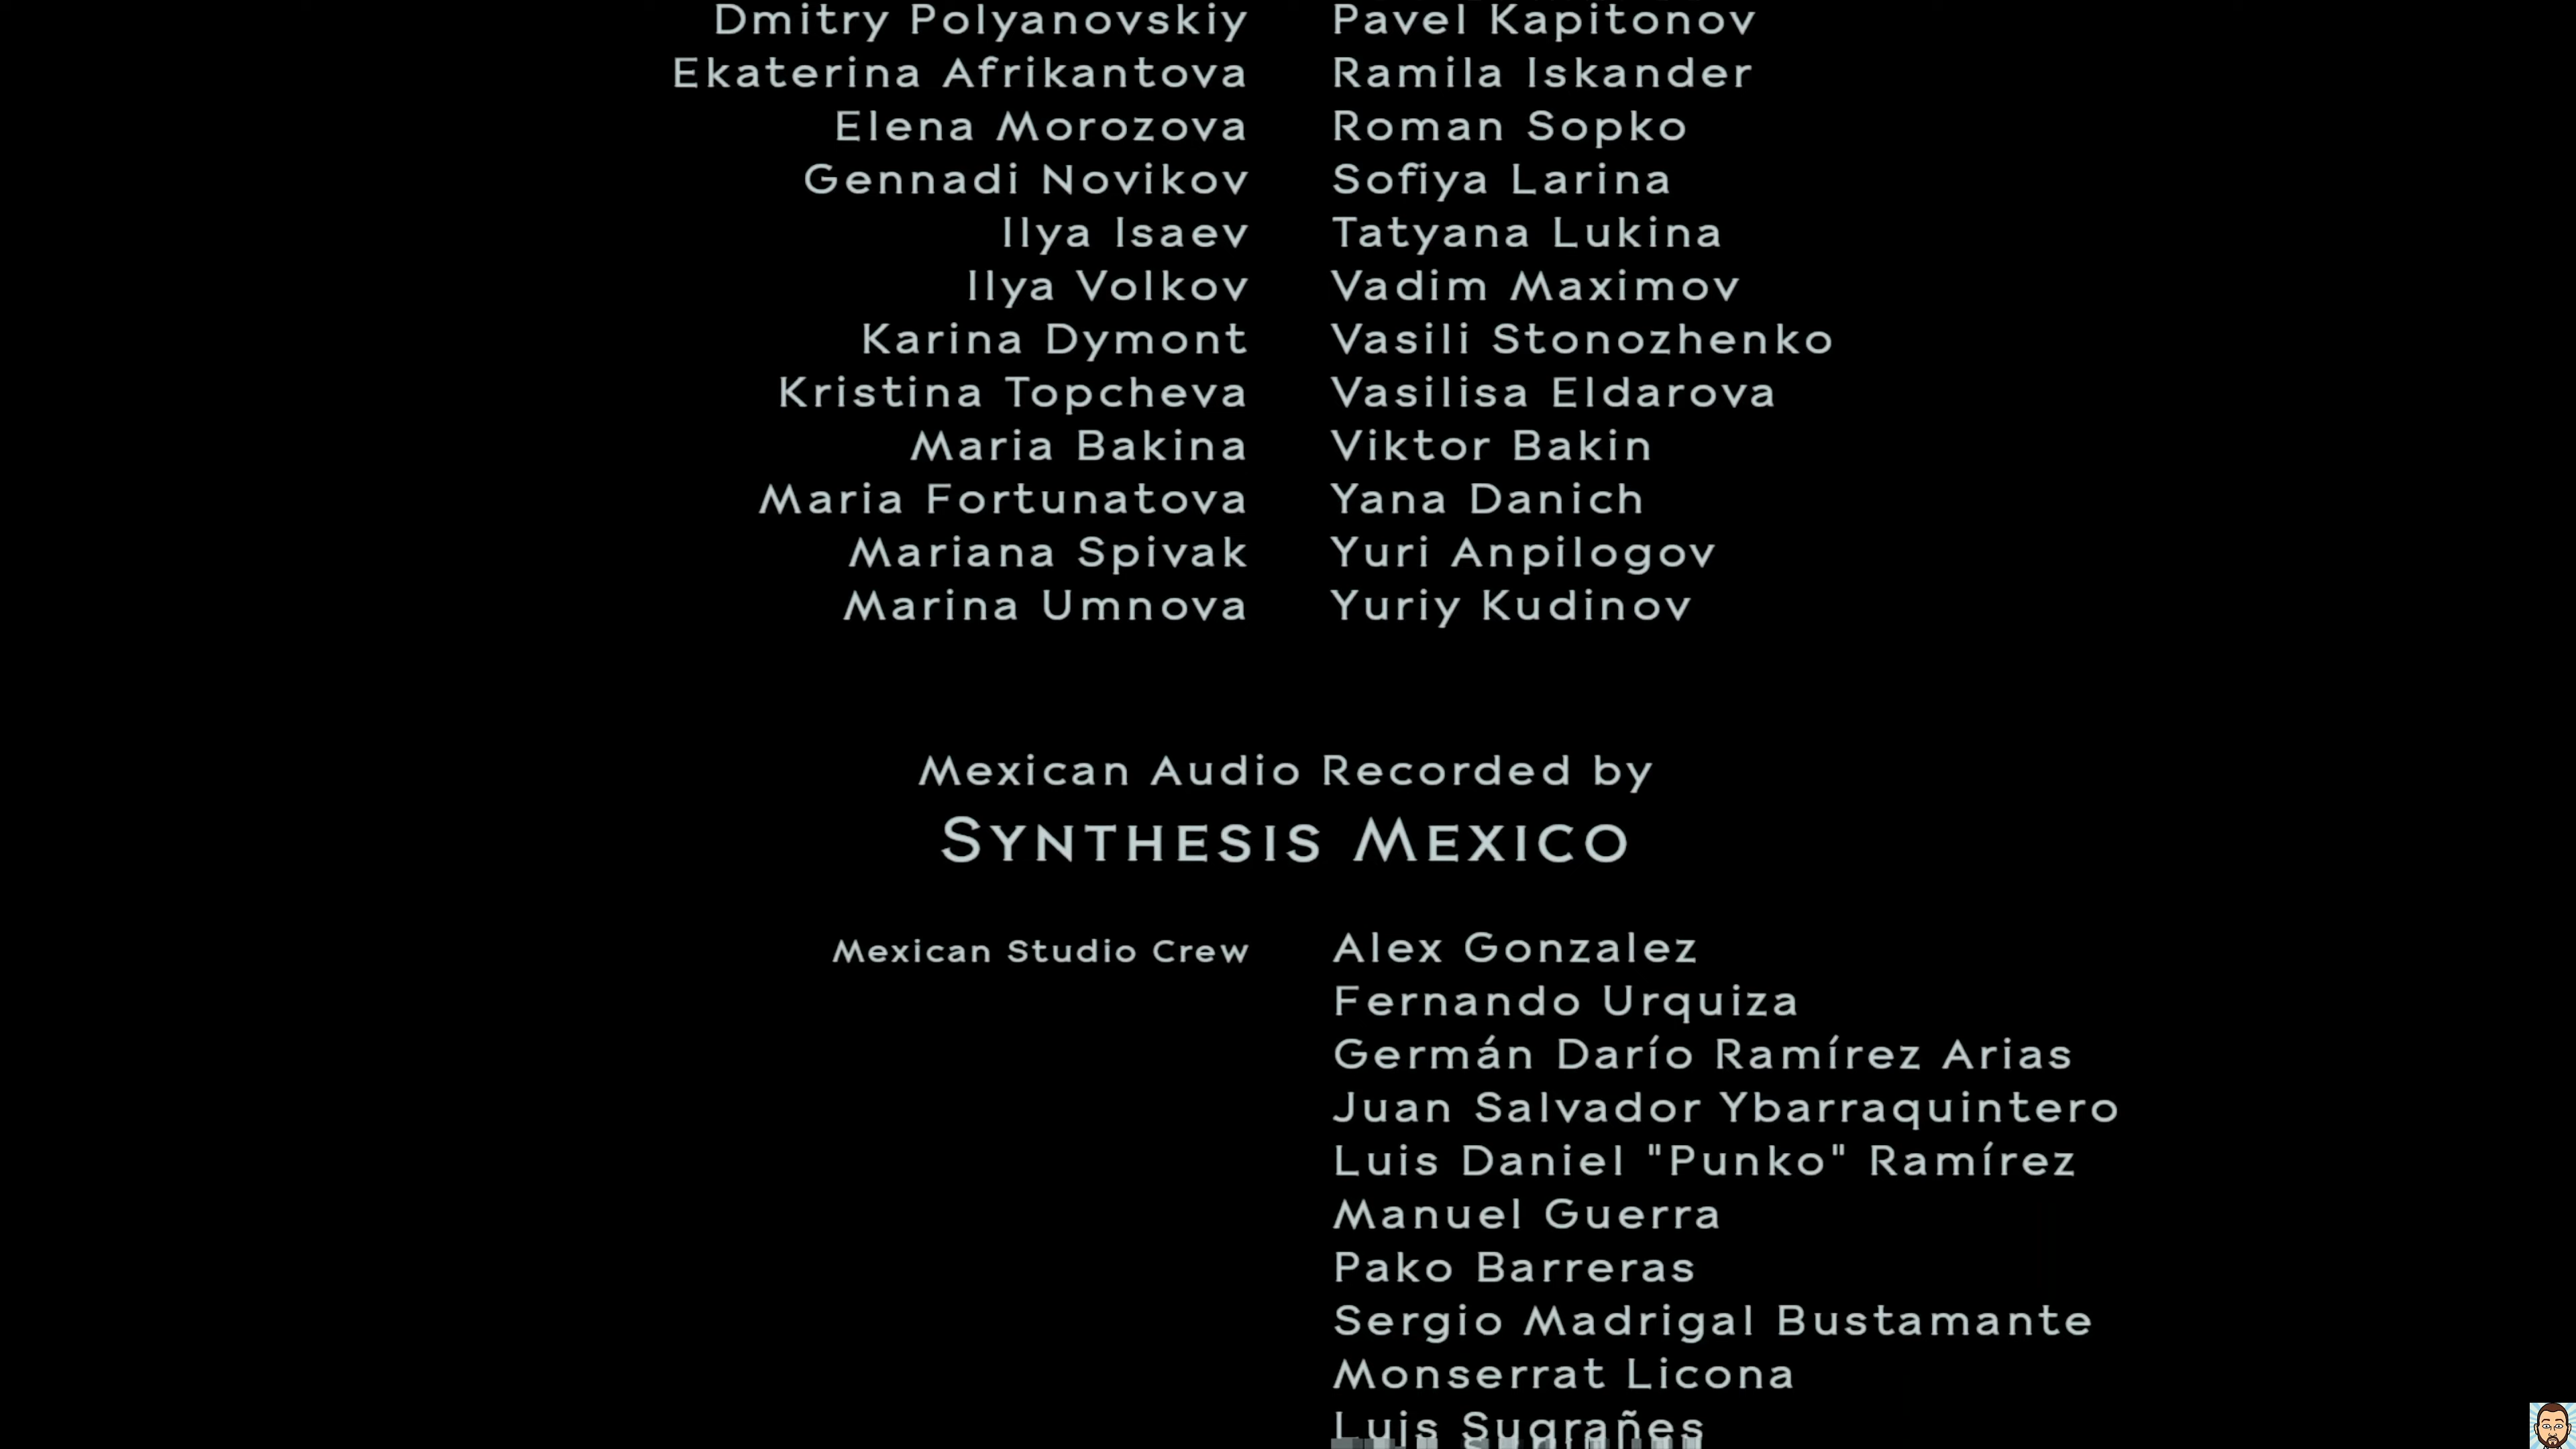 Dmitry Polyanovskiy Pavel Kapitonov
Ekaterina Afrikantova Ramila Iskander
Elena Morozova Roman Sopko
Gennadi Novikov Sofiya Larina
Ilya Isaev Tatyana Lukina
Ilya Volkov Vadim Maximov
Karina Dymont Vasili Stonozhenko
Kristina Topcheva Vasilisa Eldarova
Maria Bakina Viktor Bakin
Maria Fortunatova Yana Danich
Mariana Spivak Yuri Anpilogov
Marina Umnova Yuriy Kudinov
Mexican Audio Recorded by
SYNTHESIS MEXICO
Mexican Studio Crew Alex Gonzalez
Fernando Urquiza
Germán Darío Ramírez Arias
Juan Salvador Ybarraquintero
Luis Daniel "Punko" Ramírez
Manuel Guerra
Pako Barreras
Sergio Madrigal Bustamante
Monserrat Licona
Luis Sugrañes